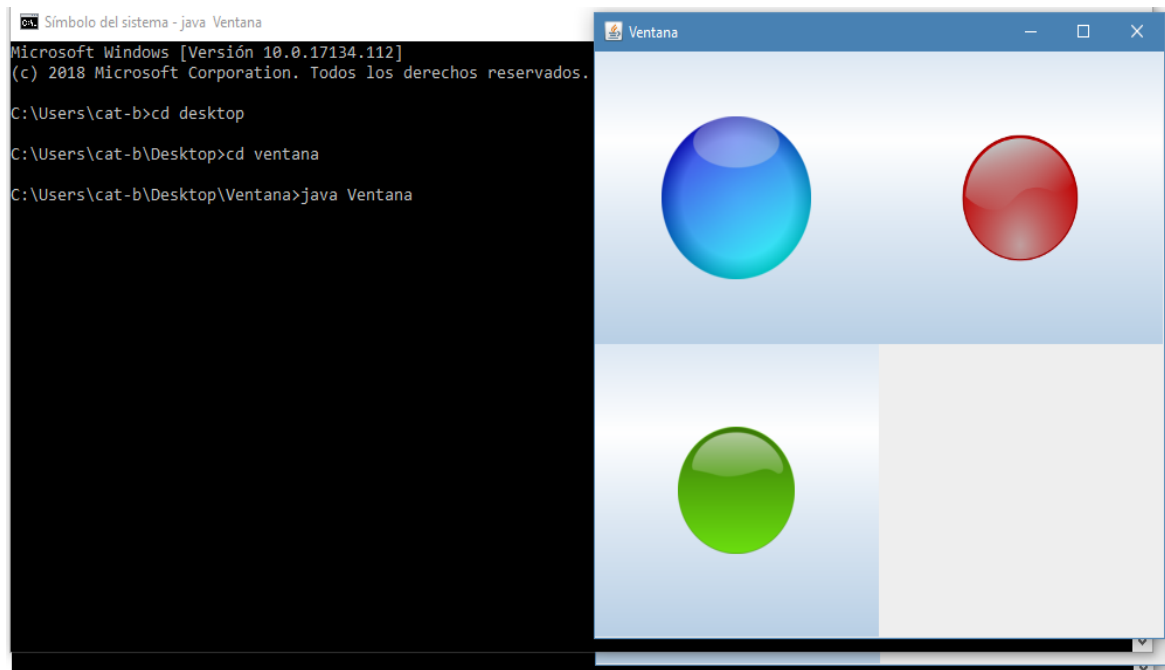 Símbolo del sistema - java Ventana
Microsoft Windows [Versión 10.0.17134.112]
(c) 2018 Microsoft Corporation. Todos los derechos reservados.
C:\Users\cat-b>cd desktop
C:\Users\cat-b\Desktop>cd ventana
C:\Users\cat-b\Desktop\Ventana>java Ventana
Ventana